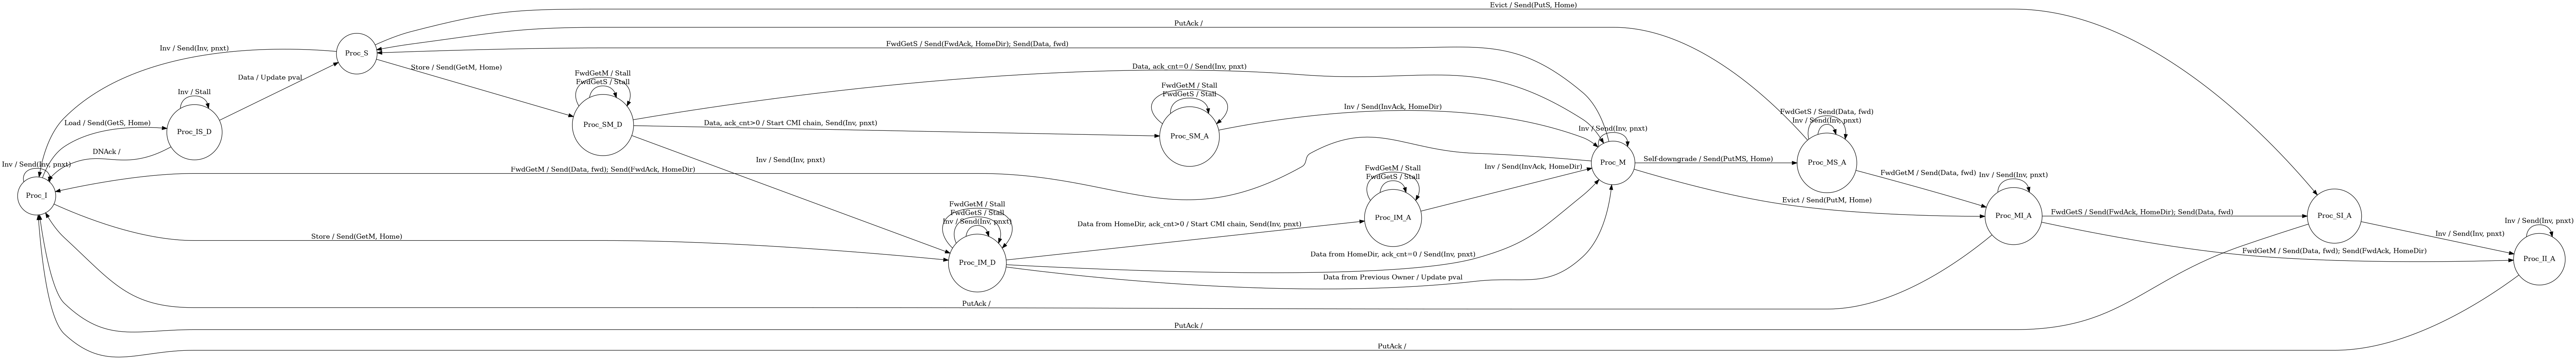 Evict / Send(PutS, Home)
PutAck /
FwdGetS / Send(FwdAck, HomeDir); Send(Data, fwd)
Inv / Send(Inv, pnxt)
Proc_S
Store / Send(GetM, Home)
Data / Update pval
Data, ack_cnt=0 / Send(Inv, pnxt)
FwdGetM / Stall
FwdGetS / Stall
Proc_SM_D
Inv / Stall
Proc_IS_D
Load / Send(GetS, Home)
DNAck /
Data, ack_cnt>0 / Start CMI chain, Send(Inv, pnxt)
FwdGetM / Stall
FwdGetS / Stall
Proc_SM_A
Inv / Send(InvAck, HomeDir)
Inv / Send(Inv, pnxt)
Proc_M
FwdGetS / Send(Data, fwd)
Inv / Send(Inv, pnxt)
Proc_MS_A
Self-downgrade / Send(PutMS, Home)
Inv / Send(Inv, pnxt)
Proc_I
FwdGetM / Send(Data, fwd); Send(FwdAck, HomeDir)
Inv / Send(Inv, pnxt)
FwdGetM / Stall
FwdGetS / Stall
Proc_IM_A
Inv / Send(InvAck, HomeDir)
FwdGetM / Send(Data, fwd)
Inv / Send(Inv, pnxt)
Proc_MI_A
Evict / Send(PutM, Home)
FwdGetS / Send(FwdAck, HomeDir); Send(Data, fwd)
Proc_SI_A
Inv / Send(Inv, pnxt)
Inv / Send(Inv, pnxt)
Proc_II_A
FwdGetM / Send(Data, fwd); Send(FwdAck, HomeDir)
Store / Send(GetM, Home)
FwdGetM / Stall
FwdGetS / Stall
Inv / Send(Inv, pnxt)
Proc_IM_D
Data from HomeDir, ack_cnt>0 / Start CMI chain, Send(Inv, pnxt)
Data from HomeDir, ack_cnt=0 / Send(Inv, pnxt)
Data from Previous Owner / Update pval
PutAck /
PutAck /
PutAck /